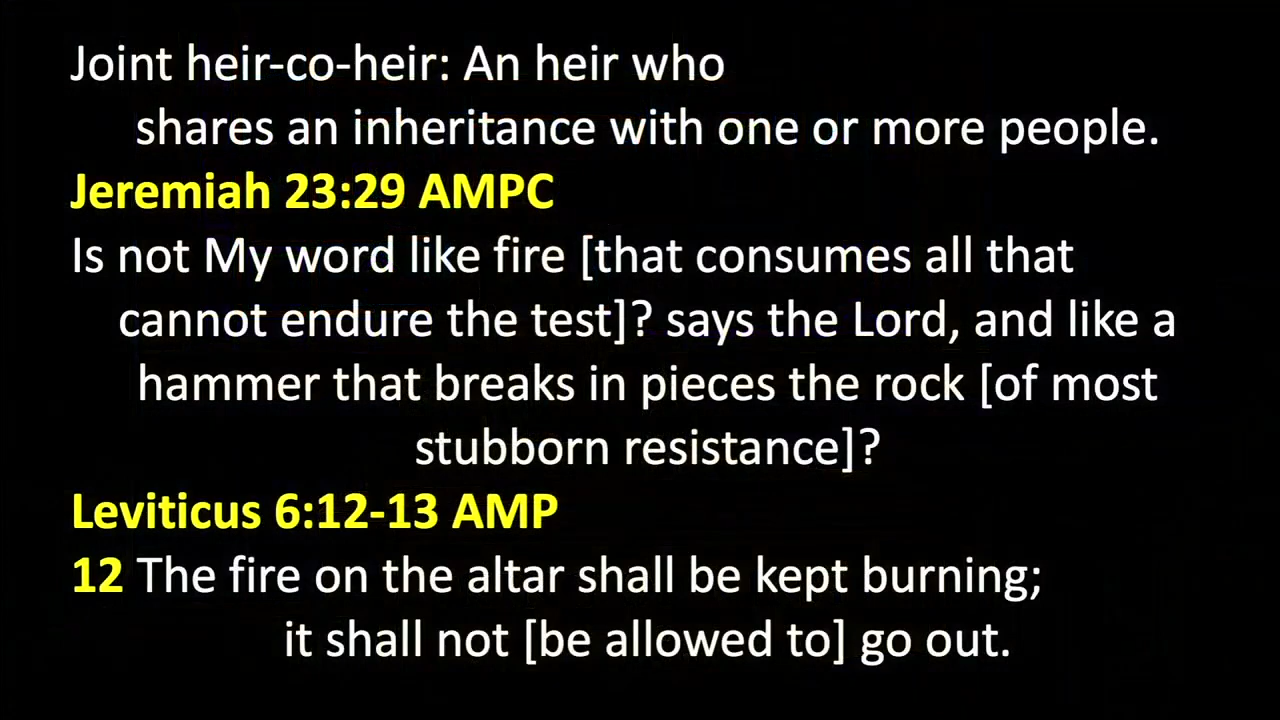 Joint heir-co-heir: An heir who
shares an inheritance with one or more people.
Jeremiah 23:29 AMPC
Is not My word like fire [that consumes all that
cannot endure the test]? says the Lord, and like a
hammer that breaks in pieces the rock [of most
stubborn resistance]?
Leviticus 6:12-13 AMP
12 The fire on the altar shall be kept burning;
it shall not [be allowed to] go out.